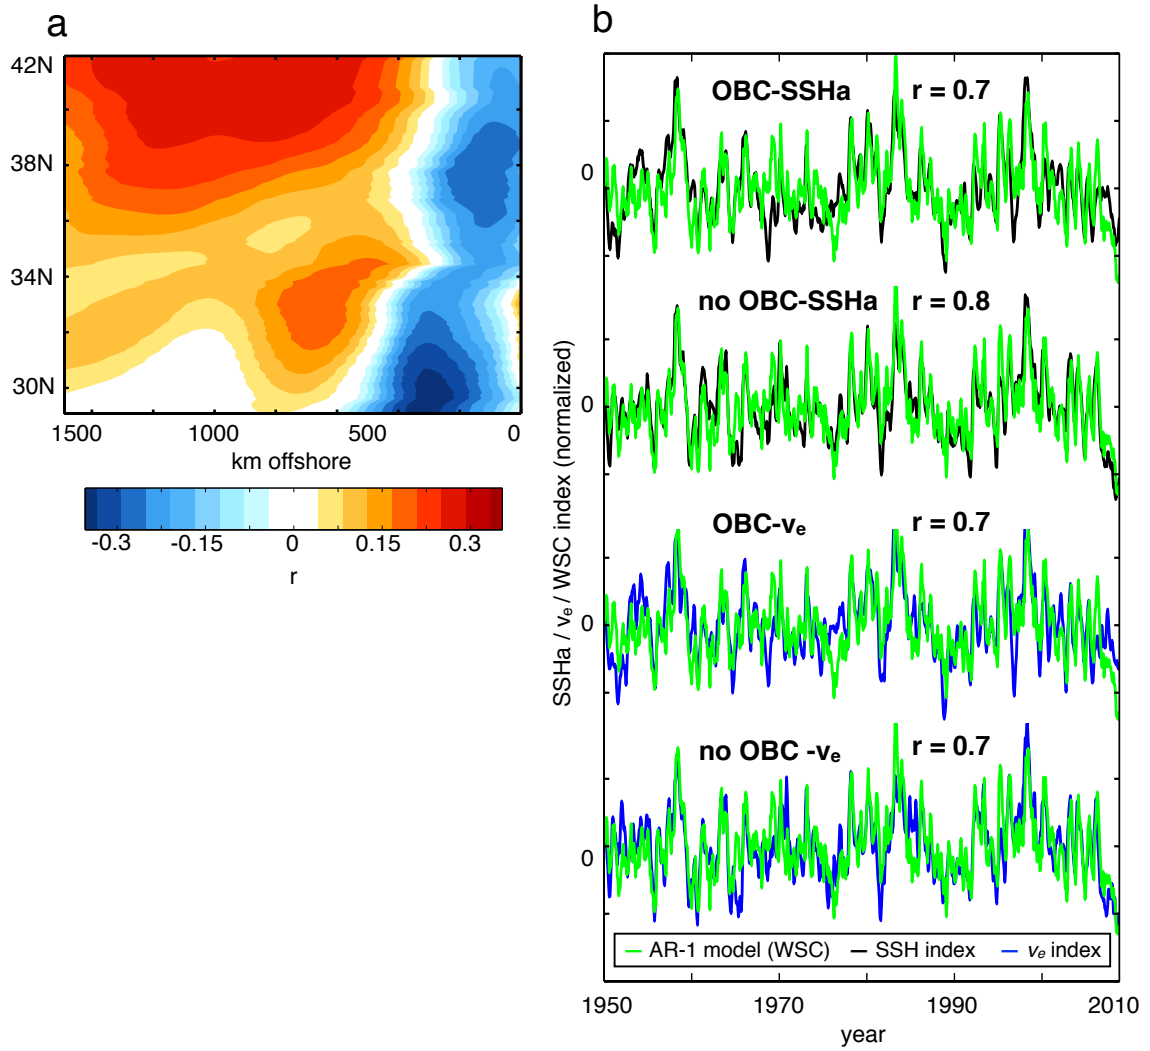 a
42N
38N
34N
30N
1500 1000 500 0
km offshore
-0.3 -0.15 0 0.15 0.3
r
b
OBC-SSHa r = 0.7
0
no OBC-SSHa r = 0.8
0
OBC-vₑ r = 0.7
0
no OBC -vₑ r = 0.7
0
SSHa / vₑ / WSC index (normalized)
AR-1 model (WSC) SSH index vₑ index
1950 1970 1990 2010
year